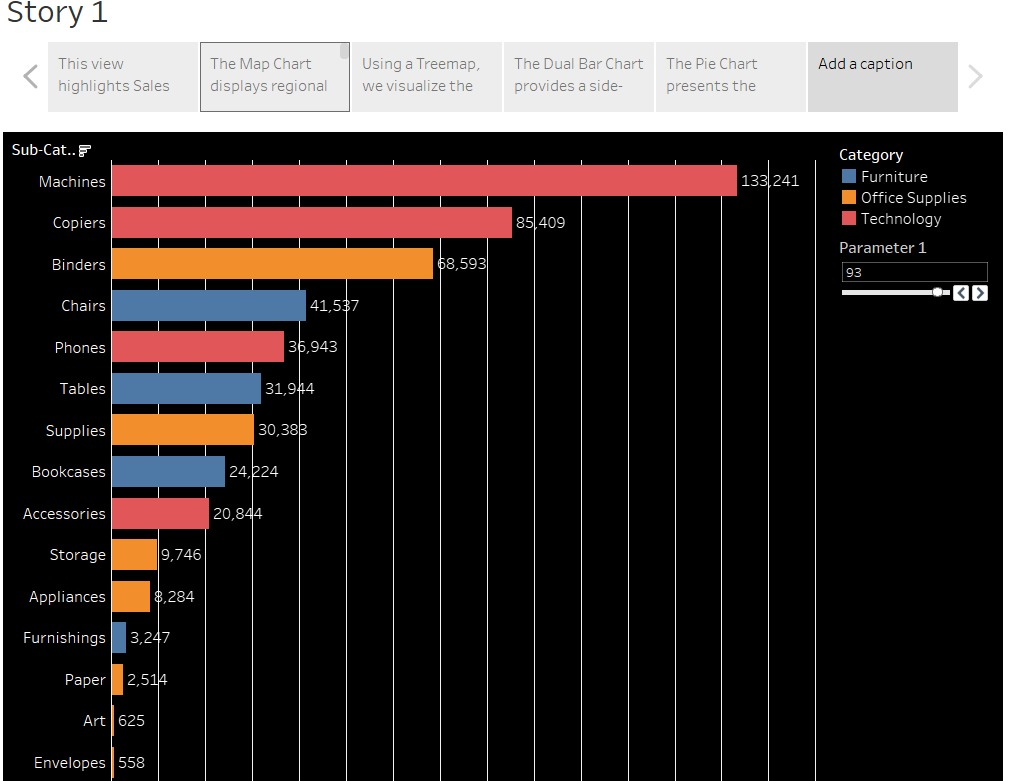 Story 1
This view
highlights Sales
The Map Chart
displays regional
Using a Treemap,
we visualize the
The Dual Bar Chart
provides a side-
The Pie Chart
presents the
Add a caption
Sub-Cat..
Machines 133,241
Copiers 85,409
Binders 68,593
Chairs 41,537
Phones 36,943
Tables 31,944
Supplies 30,383
Bookcases 24,224
Accessories 20,844
Storage 9,746
Appliances 8,284
Furnishings 3,247
Paper 2,514
Art 625
Envelopes 558
Category
Furniture
Office Supplies
Technology
Parameter 1
93